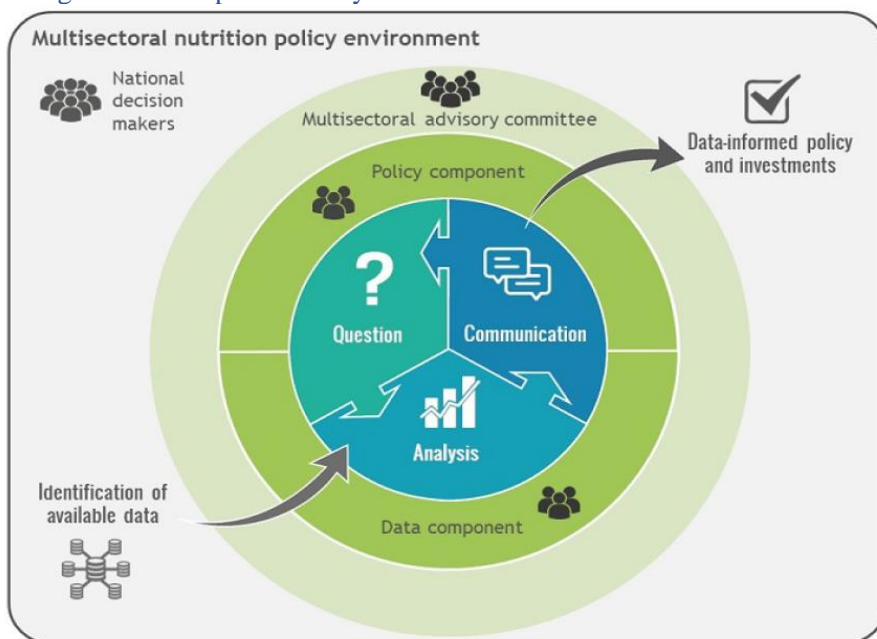 Multisectoral nutrition policy environment
National
decision
makers
Multisectoral advisory committee
Data-informed policy
and investments
Policy component
?
Question
Communication
Analysis
Identification of
available data
Data component